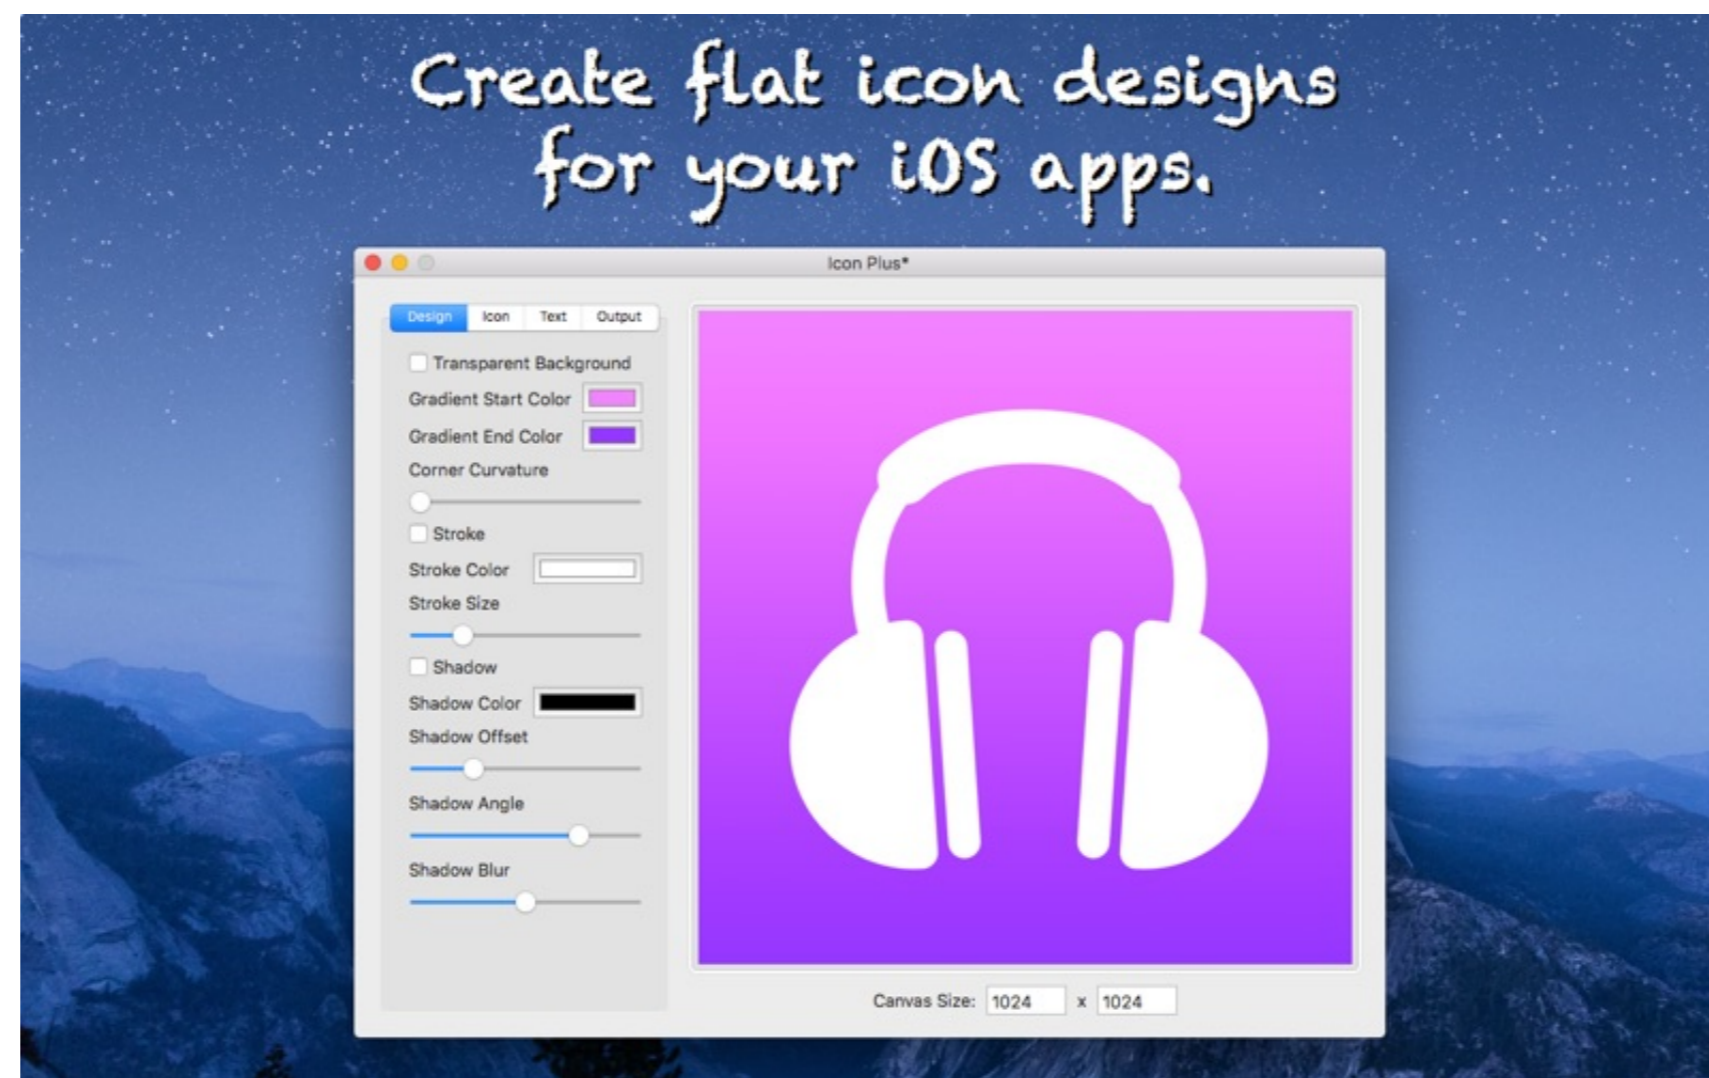 Create flat icon designs
for your iOS apps.
Icon Plus*
Design Icon Text Output
Transparent Background
Gradient Start Color
Gradient End Color
Corner Curvature
Stroke
Stroke Color
Stroke Size
Shadow
Shadow Color
Shadow Offset
Shadow Angle
Shadow Blur
Canvas Size: 1024 x 1024